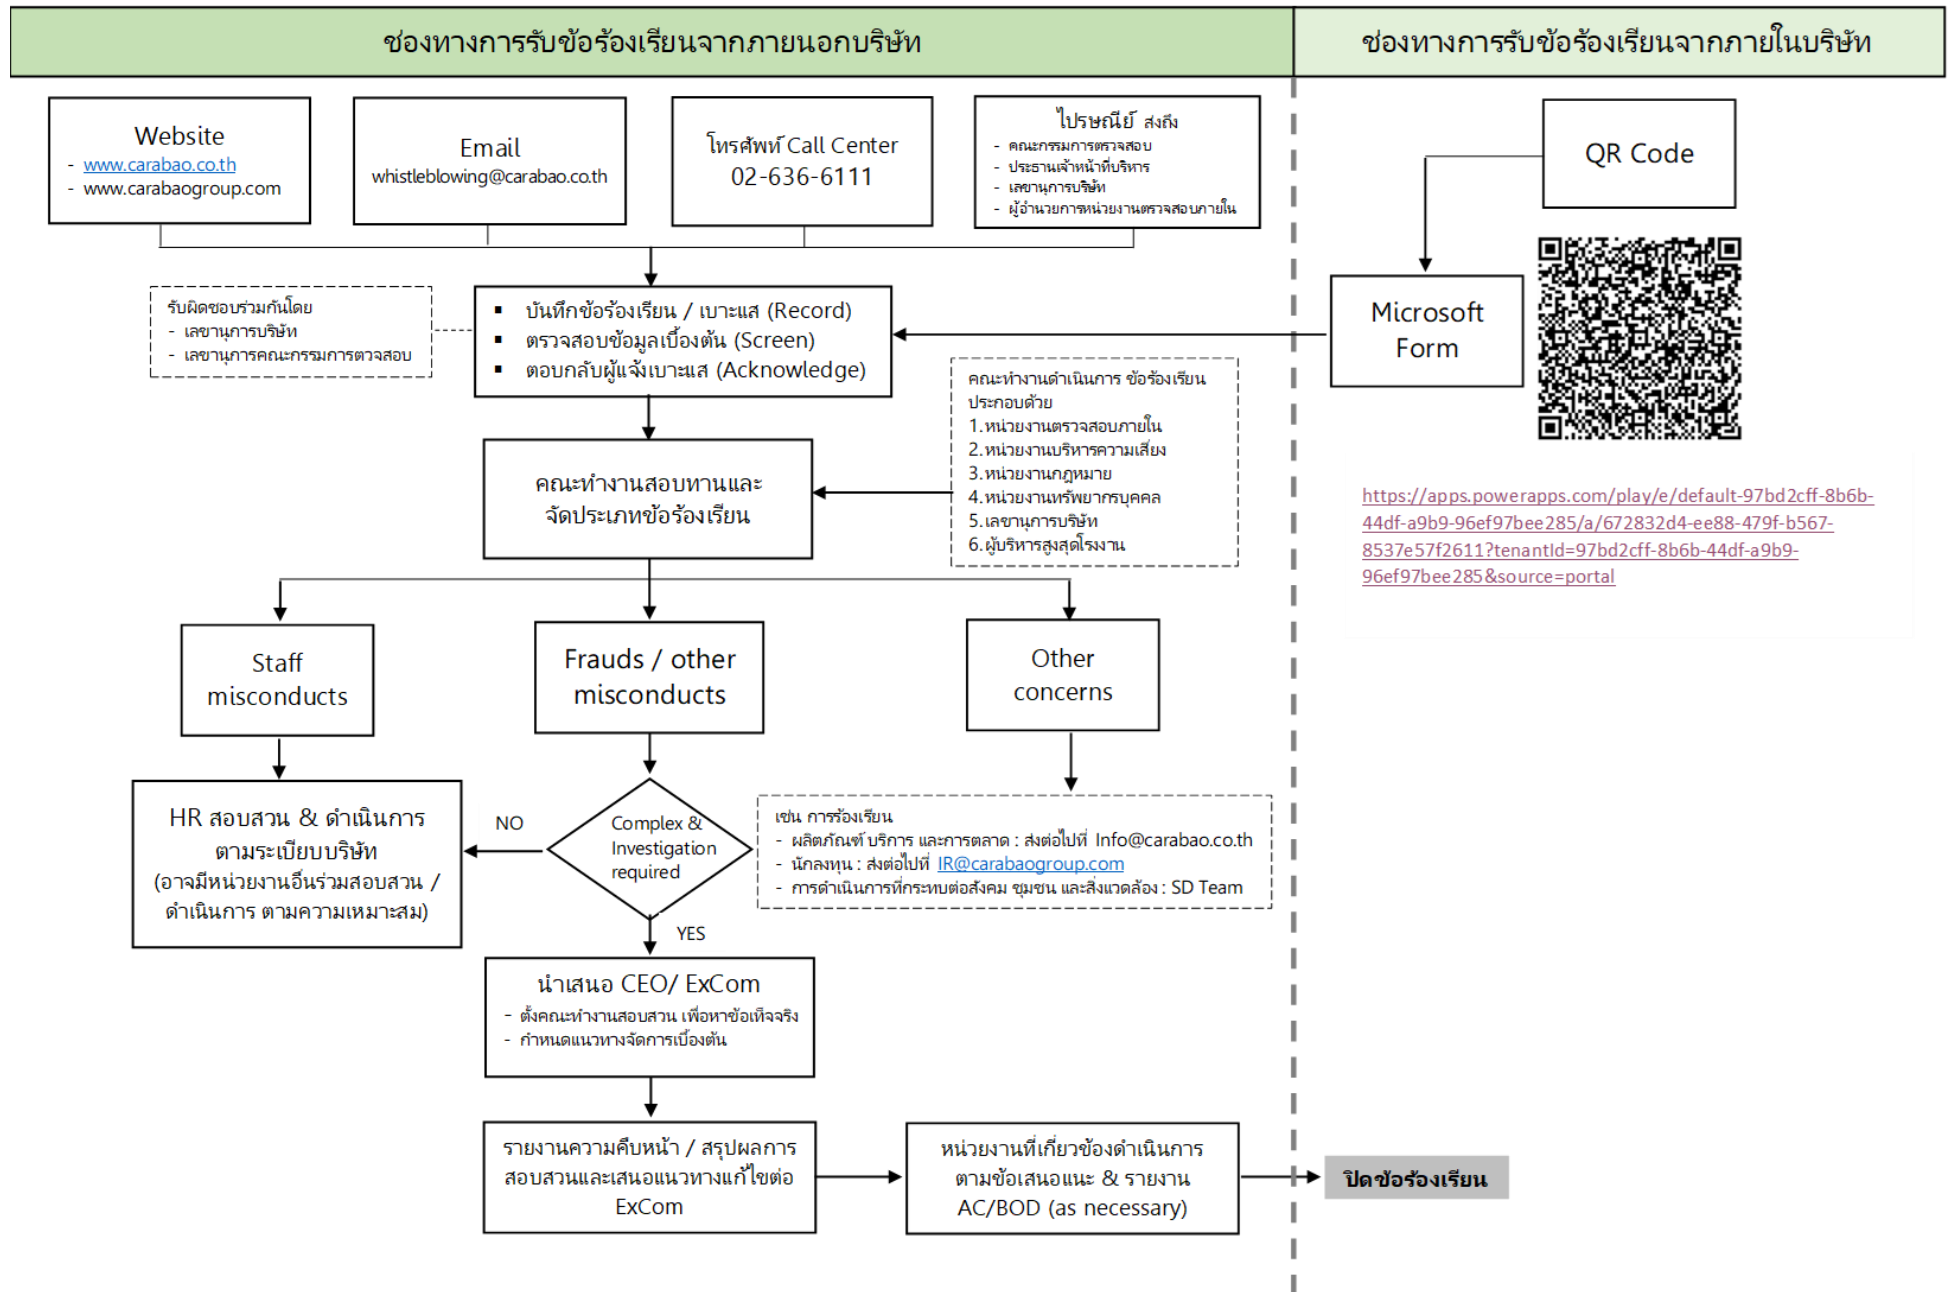 ช่องทางการรับข้อร้องเรียนจากภายนอกบริษัท
ช่องทางการรับข้อร้องเรียนจากภายในบริษัท
Website
- www.carabao.co.th
- www.carabaogroup.com
Email
whistleblowing@carabao.co.th
โทรศัพท์ Call Center
02-636-6111
ไปรษณีย์ ส่งถึง
- คณะกรรมการตรวจสอบ
- ประธานเจ้าหน้าที่บริหาร
- เลขานุการบริษัท
- ผู้อำนวยการหน่วยงานตรวจสอบภายใน
QR Code
Microsoft
Form
รับผิดชอบร่วมกันโดย
- เลขานุการบริษัท
- เลขานุการคณะกรรมการตวจสอบ
▪ บันทึกข้อร้องเรียน / เบาะแส (Record)
▪ ตรวจสอบข้อมูลเบื้องต้น (Screen)
▪ ตอบกลับผู้แจ้งเบาะแส (Acknowledge)
คณะทำงานดำเนินการ ข้อร้องเรียน
ประกอบด้วย
1.หน่วยงานตรวจสอบภายใน
2.หน่วยงานบริหารความเสี่ยง
3.หน่วยงานกฎหมาย
4.หน่วยงานทรัพยากรบุคคล
5.เลขานุการบริษัท
6.ผู้บริหารสูงสุดโรงงาน
คณะทำงานสอบทานและ
จัดประเภทข้อร้องเรียน
https://apps.powerapps.com/play/e/default-97bd2cff-8b6b-
44df-a9b9-96ef97bee285/a/672832d4-ee88-479f-b567-
8537e57f2611?tenantId=97bd2cff-8b6b-44df-a9b9-
96ef97bee285&source=portal
Staff
misconducts
Frauds / other
misconducts
Other
concerns
HR สอบสวน & ดำเนินการ
ตามระเบียบบริษัท
(อาจมีหน่วยงานอื่นร่วมสอบสวน /
ดำเนินการ ตามความเหมาะสม)
NO
Complex &
Investigation
required
YES
เช่น การร้องเรียน
- ผลิตภัณฑ์ บริการ และการตลาด : ส่งต่อไปที่ Info@carabao.co.th
- นักลงทุน : ส่งต่อไปที่ IR@carabaogroup.com
- การดำเนินการที่กระทบต่อสังคม ชุมชน และสิ่งแวดล้อง : SD Team
นำเสนอ CEO/ ExCom
- ตั้งคณะทำงานสอบสวน เพื่อหาข้อเท็จจริง
- กำหนดแนวทางจัดการเบื้องต้น
รายงานความคืบหน้า / สรุปผลการ
สอบสวนและเสนอแนวทางแก้ไขต่อ
ExCom
หน่วยงานที่เกี่ยวข้องดำเนินการ
ตามข้อเสนอแนะ & รายงาน
AC/BOD (as necessary)
ปิดข้อร้องเรียน